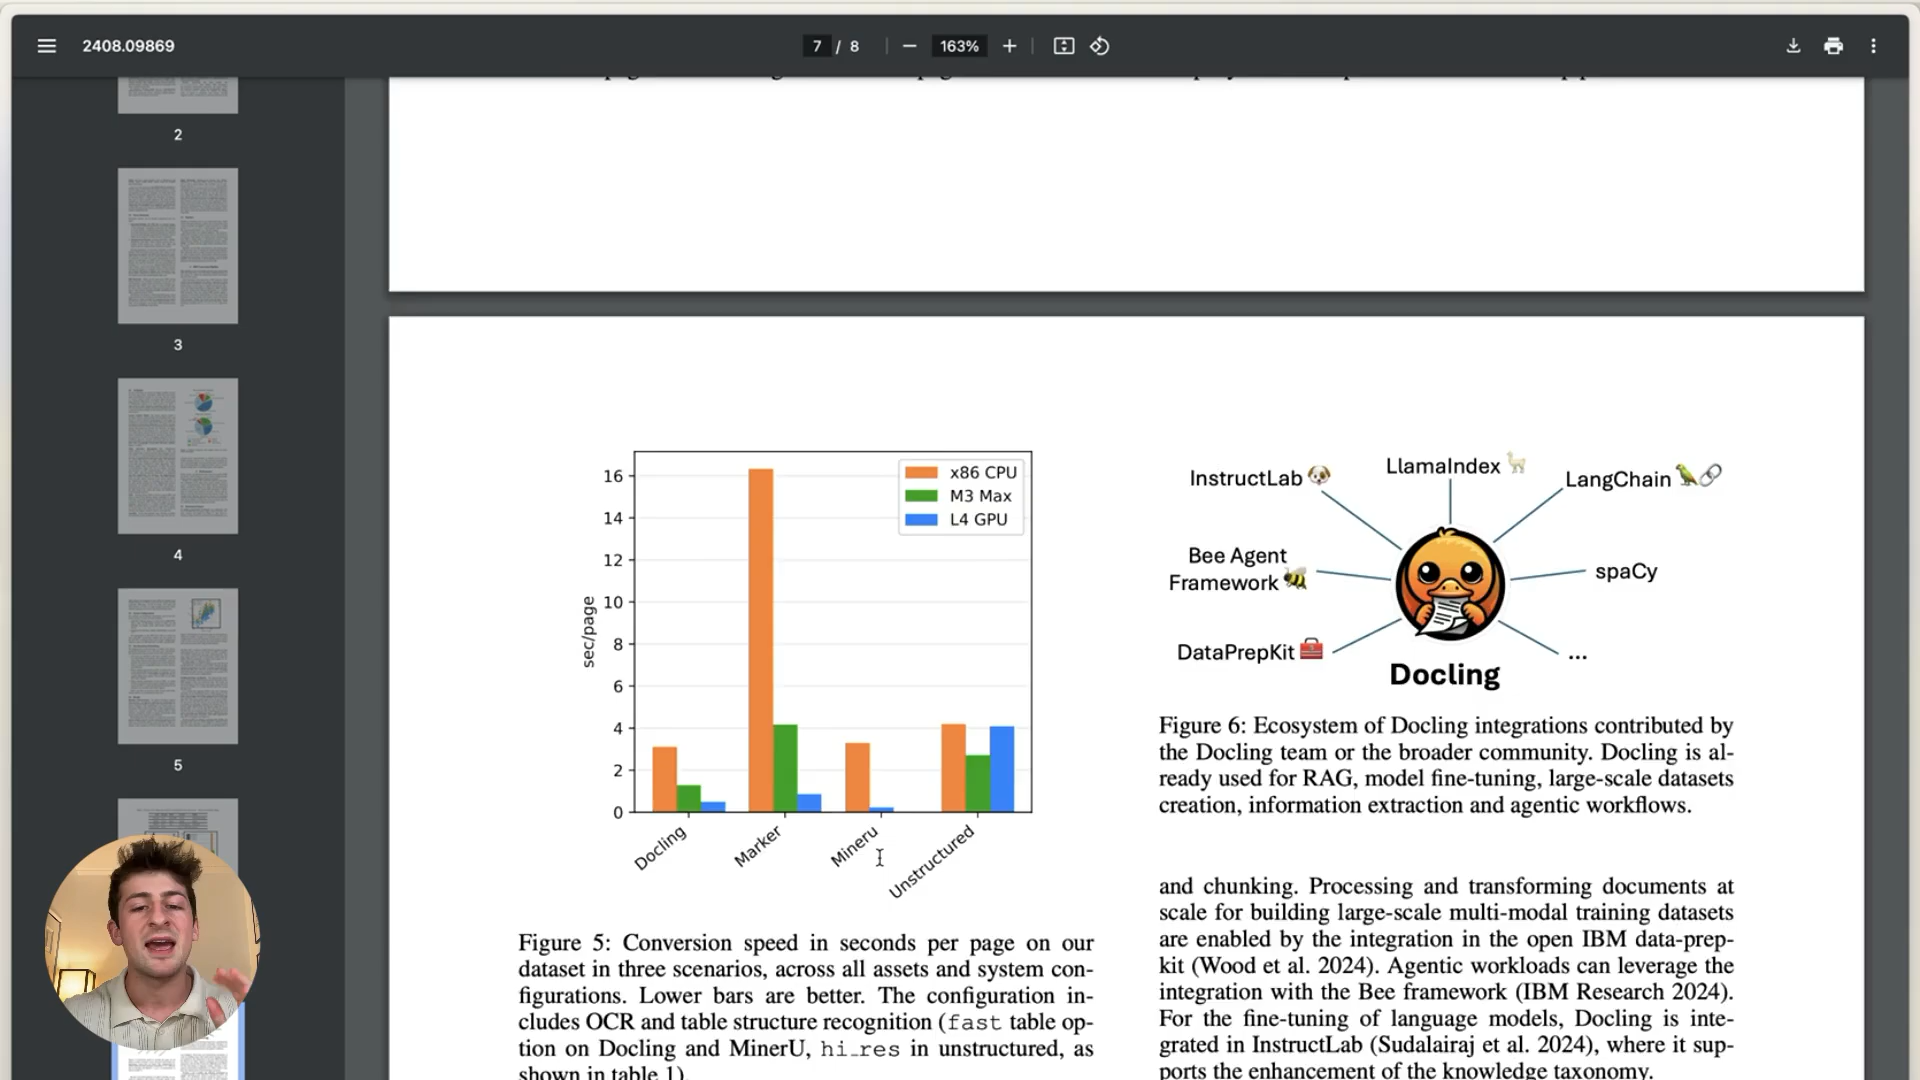 2408.09869
7 / 8
163%
2
3
4
5
16
14
12
10
8
6
4
2
0
sec/page
x86 CPU
M3 Max
L4 GPU
Docling
Marker
Mineru
Unstructured
Figure 5: Conversion speed in seconds per page on our
dataset in three scenarios, across all assets and system con-
figurations. Lower bars are better. The configuration in-
cludes OCR and table structure recognition (fast table op-
tion on Docling and MinerU, hi_res in unstructured, as
shown in table 1).
InstructLab
LlamaIndex
LangChain
Bee Agent
Framework
spaCy
DataPrepKit
...
Docling
Figure 6: Ecosystem of Docling integrations contributed by
the Docling team or the broader community. Docling is al-
ready used for RAG, model fine-tuning, large-scale datasets
creation, information extraction and agentic workflows.
and chunking. Processing and transforming documents at
scale for building large-scale multi-modal training datasets
are enabled by the integration in the open IBM data-prep-
kit (Wood et al. 2024). Agentic workloads can leverage the
integration with the Bee framework (IBM Research 2024).
For the fine-tuning of language models, Docling is inte-
grated in InstructLab (Sudalairaj et al. 2024), where it sup-
ports the enhancement of the knowledge taxonomy.